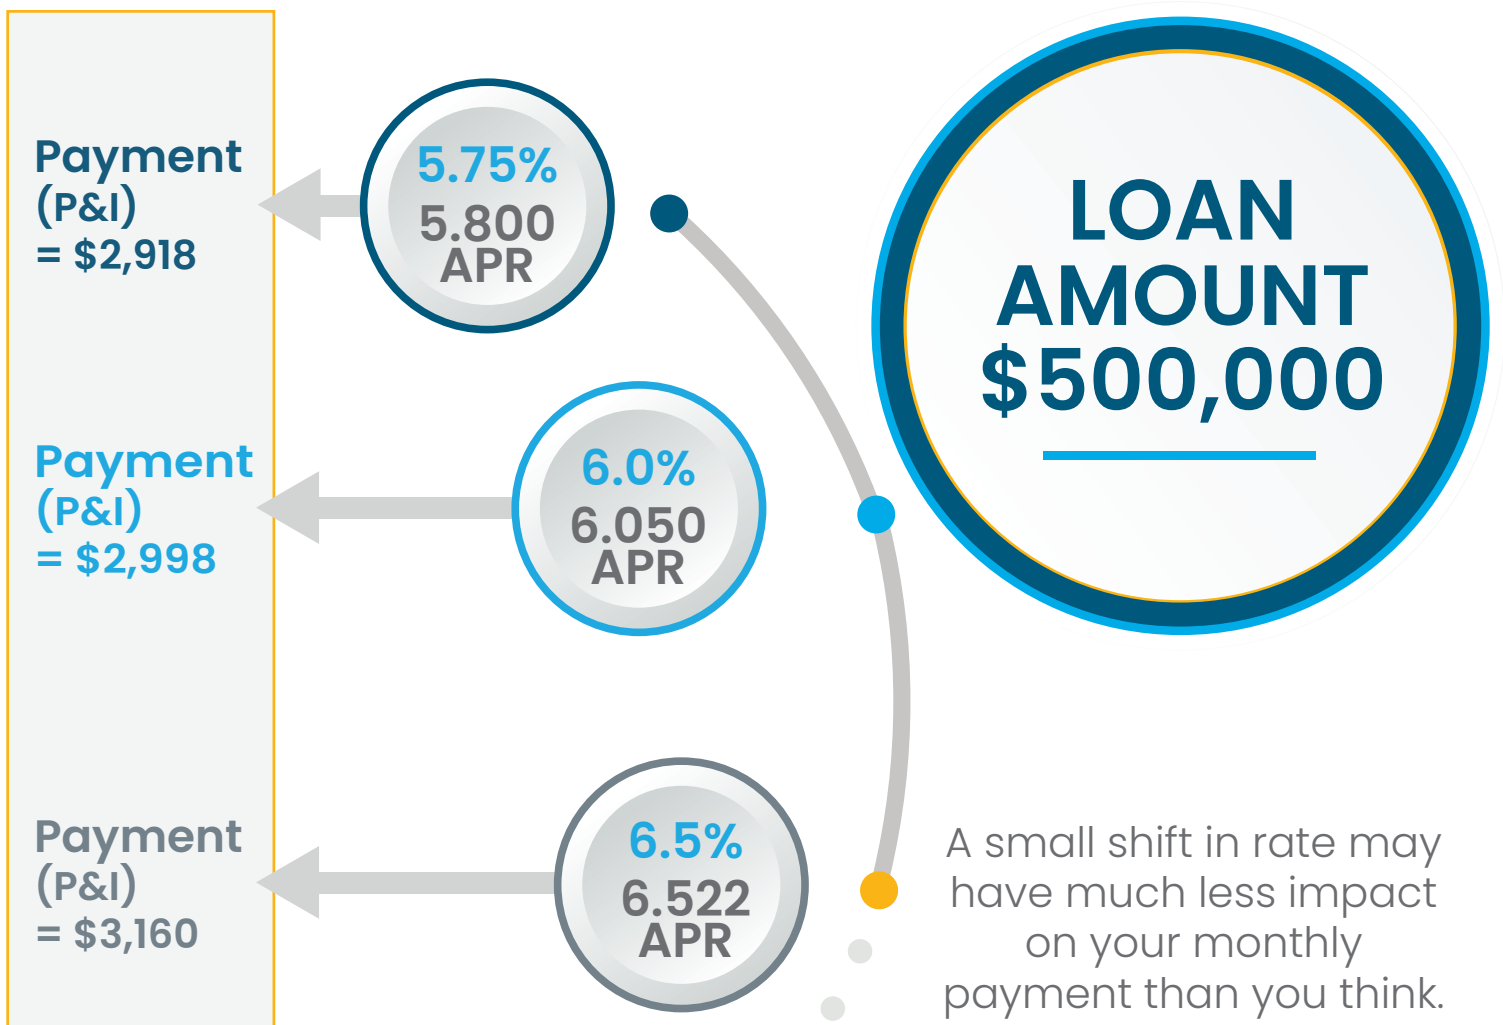 Payment
(P&I)
= $2,918
5.75%
5.800
APR
LOAN
AMOUNT
$500,000
Payment
(P&I)
= $2,998
6.0%
6.050
APR
Payment
(P&I)
= $3,160
6.5%
6.522
APR
A small shift in rate may
have much less impact
on your monthly
payment than you think.